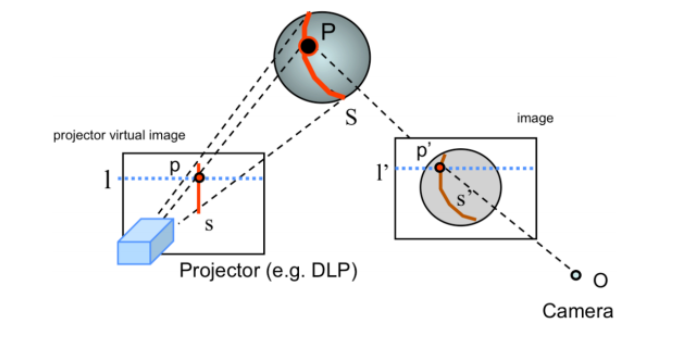 P
S
projector virtual image
image
p
p'
l
l'
s
s'
Projector (e.g. DLP)
O
Camera